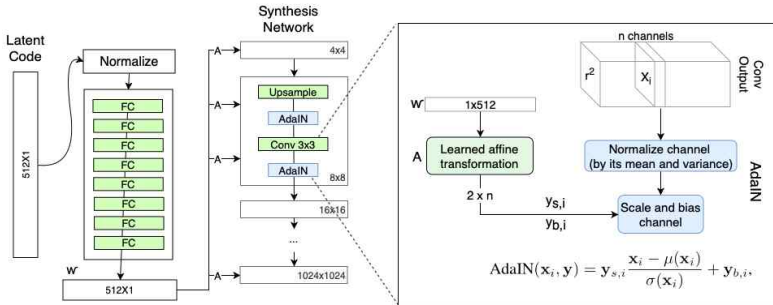 Latent
Code
512X1
Normalize
FC
FC
FC
FC
FC
FC
FC
FC
w
512X1
Synthesis
Network
A
4x4
A
Upsample
AdaIN
A
Conv 3x3
AdaIN
8x8
A
16x16
...
A
1024x1024
n channels
r²
Xi
Conv
Output
w
1x512
A
Learned affine
transformation
2 x n
Normalize channel
(by its mean and variance)
AdaIN
ys,i
yb,i
Scale and bias
channel
AdaIN(xi, y) = ys,i (xi − μ(xi)) / σ(xi) + yb,i,